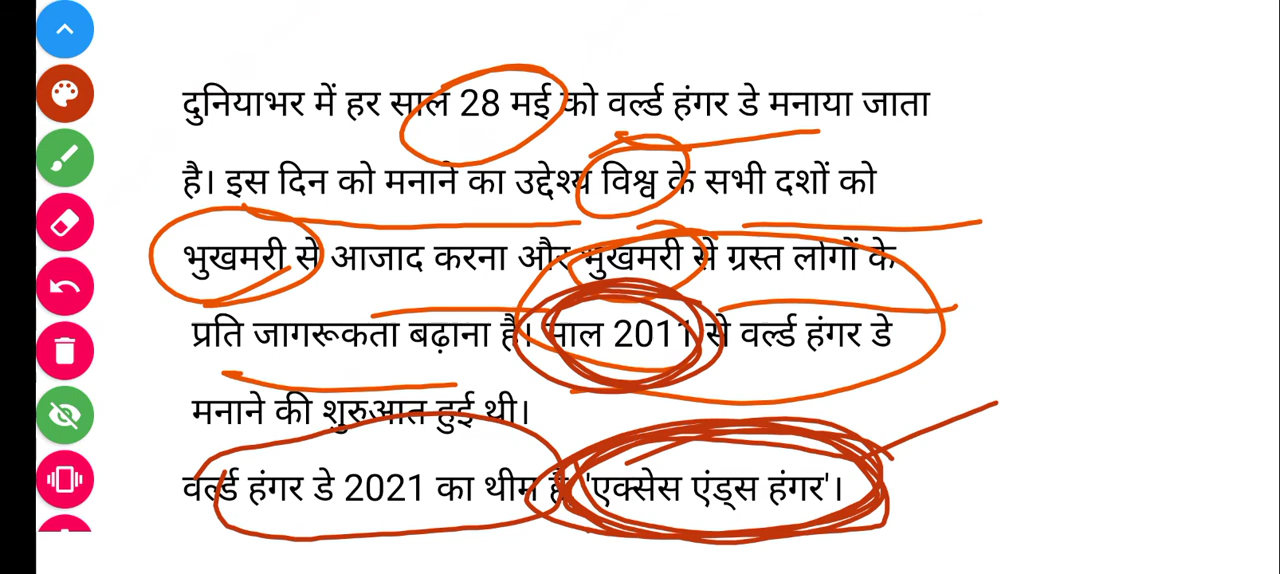 दुनियाभर में हर साल 28 मई को वर्ल्ड हंगर डे मनाया जाता
है। इस दिन को मनाने का उद्देश्य विश्व के सभी दशों को
भुखमरी से आजाद करना और भुखमरी से ग्रस्त लोगों के
प्रति जागरूकता बढ़ाना है। साल 2011 से वर्ल्ड हंगर डे
मनाने की शुरुआत हुई थी।
वर्ल्ड हंगर डे 2021 का थीम है 'एक्सेस एंड्स हंगर'।